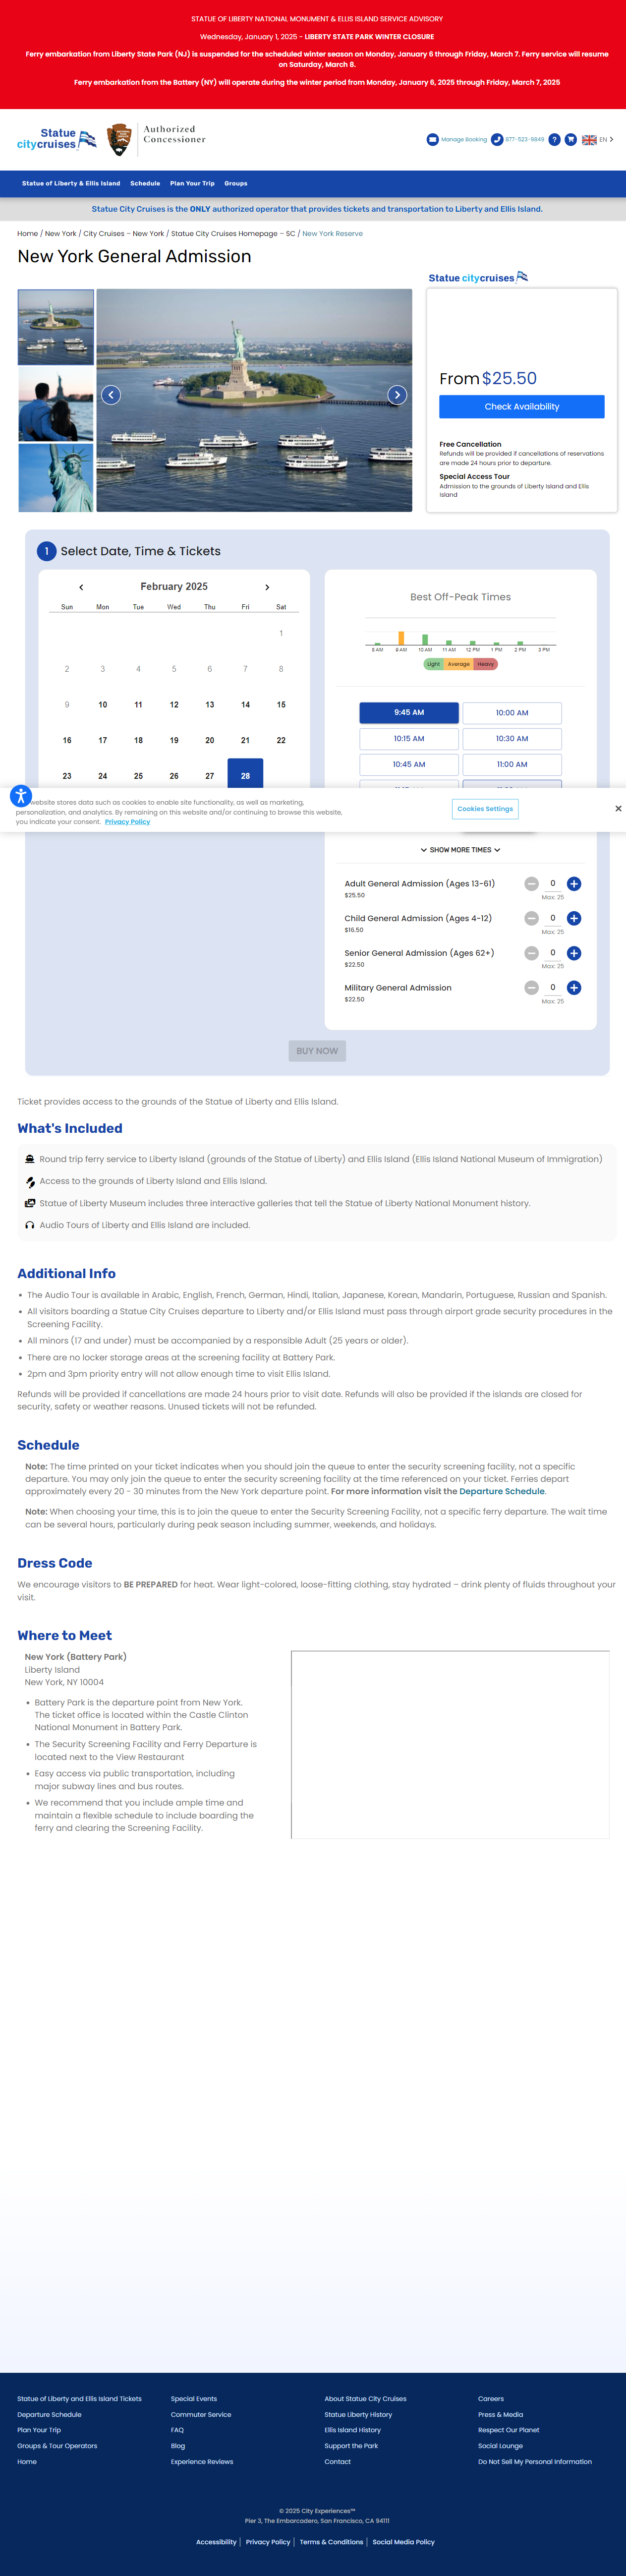 STATUE OF LIBERTY NATIONAL MONUMENT & ELLIS ISLAND SERVICE ADVISORY
Wednesday, January 1, 2025 - LIBERTY STATE PARK WINTER CLOSURE
Ferry embarkation from Liberty State Park (NJ) is suspended for the scheduled winter season on Monday, January 6 through Friday, March 7. Ferry service will resume
on Saturday, March 8.
Ferry embarkation from the Battery (NY) will operate during the winter period from Monday, January 6, 2025 through Friday, March 7, 2025
Statue
citycruises
Authorized
Concessioner
Manage Booking
877-523-9849
?
EN
Statue of Liberty & Ellis Island
Schedule
Plan Your Trip
Groups
Statue City Cruises is the ONLY authorized operator that provides tickets and transportation to Liberty and Ellis Island.
Home / New York / City Cruises - New York / Statue City Cruises Homepage – SC / New York Reserve
New York General Admission
Statue citycruises
From $25.50
Check Availability
Free Cancellation
Refunds will be provided if cancellations of reservations
are made 24 hours prior to departure.
Special Access Tour
Admission to the grounds of Liberty Island and Ellis
Island
1 Select Date, Time & Tickets
February 2025
Sun Mon Tue Wed Thu Fri Sat
1
2 3 4 5 6 7 8
9 10 11 12 13 14 15
16 17 18 19 20 21 22
23 24 25 26 27 28
Best Off-Peak Times
8 AM 9 AM 10 AM 11 AM 12 PM 1 PM 2 PM 3 PM
Light Average Heavy
9:45 AM
10:00 AM
10:15 AM
10:30 AM
10:45 AM
11:00 AM
website stores data such as cookies to enable site functionality, as well as marketing,
personalization, and analytics. By remaining on this website and/or continuing to browse this website,
you indicate your consent. Privacy Policy
Cookies Settings
SHOW MORE TIMES
Adult General Admission (Ages 13-61)
$25.50
0
Max: 25
Child General Admission (Ages 4-12)
$16.50
0
Max: 25
Senior General Admission (Ages 62+)
$22.50
0
Max: 25
Military General Admission
$22.50
0
Max: 25
BUY NOW
Ticket provides access to the grounds of the Statue of Liberty and Ellis Island.
What's Included
Round trip ferry service to Liberty Island (grounds of the Statue of Liberty) and Ellis Island (Ellis Island National Museum of Immigration)
Access to the grounds of Liberty Island and Ellis Island.
Statue of Liberty Museum includes three interactive galleries that tell the Statue of Liberty National Monument history.
Audio Tours of Liberty and Ellis Island are included.
Additional Info
• The Audio Tour is available in Arabic, English, French, German, Hindi, Italian, Japanese, Korean, Mandarin, Portuguese, Russian and Spanish.
• All visitors boarding a Statue City Cruises departure to Liberty and/or Ellis Island must pass through airport grade security procedures in the
Screening Facility.
• All minors (17 and under) must be accompanied by a responsible Adult (25 years or older).
• There are no locker storage areas at the screening facility at Battery Park.
• 2pm and 3pm priority entry will not allow enough time to visit Ellis Island.
Refunds will be provided if cancellations are made 24 hours prior to visit date. Refunds will also be provided if the islands are closed for
security, safety or weather reasons. Unused tickets will not be refunded.
Schedule
Note: The time printed on your ticket indicates when you should join the queue to enter the security screening facility, not a specific
departure. You may only join the queue to enter the security screening facility at the time referenced on your ticket. Ferries depart
approximately every 20 - 30 minutes from the New York departure point. For more information visit the Departure Schedule.
Note: When choosing your time, this is to join the queue to enter the Security Screening Facility, not a specific ferry departure. The wait time
can be several hours, particularly during peak season including summer, weekends, and holidays.
Dress Code
We encourage visitors to BE PREPARED for heat. Wear light-colored, loose-fitting clothing, stay hydrated – drink plenty of fluids throughout your
visit.
Where to Meet
New York (Battery Park)
Liberty Island
New York, NY 10004
• Battery Park is the departure point from New York.
The ticket office is located within the Castle Clinton
National Monument in Battery Park.
• The Security Screening Facility and Ferry Departure is
located next to the View Restaurant
• Easy access via public transportation, including
major subway lines and bus routes.
• We recommend that you include ample time and
maintain a flexible schedule to include boarding the
ferry and clearing the Screening Facility.
Statue of Liberty and Ellis Island Tickets
Departure Schedule
Plan Your Trip
Groups & Tour Operators
Home
Special Events
Commuter Service
FAQ
Blog
Experience Reviews
About Statue City Cruises
Statue Liberty History
Ellis Island History
Support the Park
Contact
Careers
Press & Media
Respect Our Planet
Social Lounge
Do Not Sell My Personal Information
© 2025 City Experiences™
Pier 3, The Embarcadero, San Francisco, CA 94111
Accessibility | Privacy Policy | Terms & Conditions | Social Media Policy